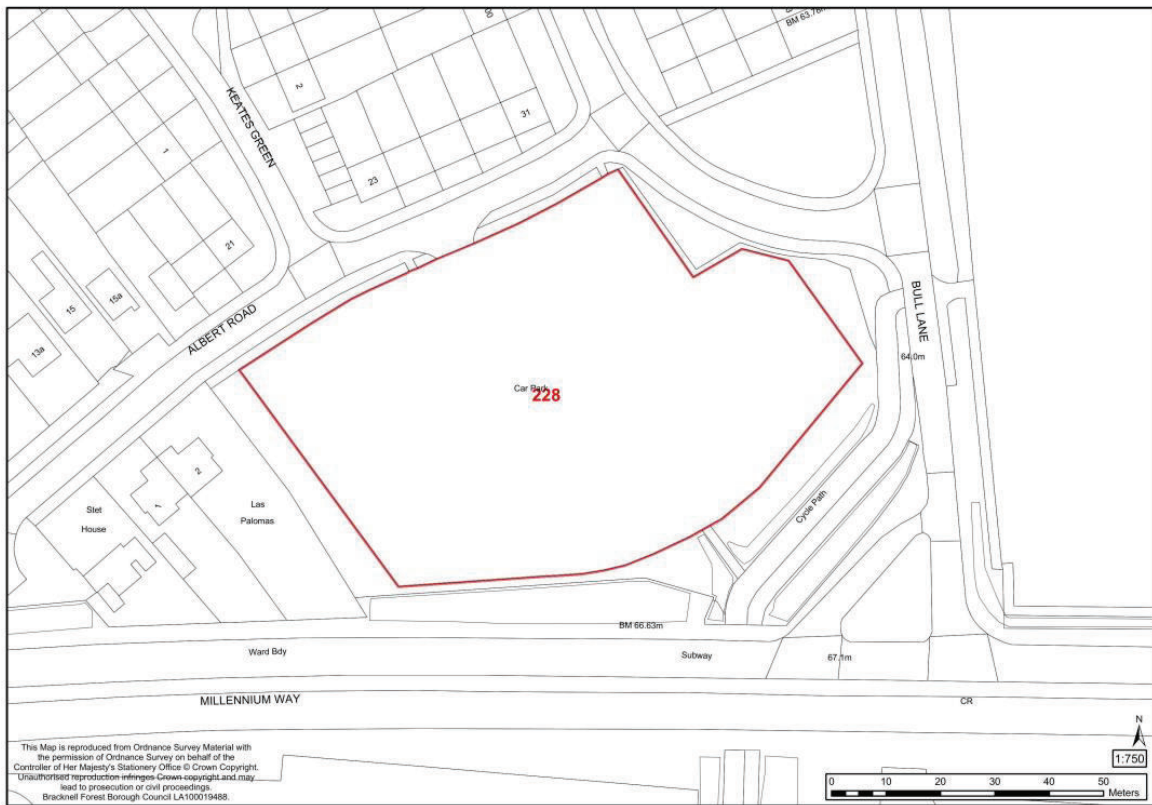 BM 63.76m
00
2
31
KEATES GREEN
1
23
21
15a
15
ALBERT ROAD
13a
BULL LANE
64.0m
Car Park
228
2
1
Las
Palomas
Stet
House
Cycle Path
BM 66.63m
Ward Bdy
Subway
67.1m
MILLENNIUM WAY
CR
N
1:750
This Map is reproduced from Ordnance Survey Material with
the permission of Ordnance Survey on behalf of the
Controller of Her Majesty's Stationery Office © Crown Copyright.
Unauthorised reproduction infringes Crown copyright and may
lead to prosecution or civil proceedings.
Bracknell Forest Borough Council LA100019488.
0 10 20 30 40 50
Meters